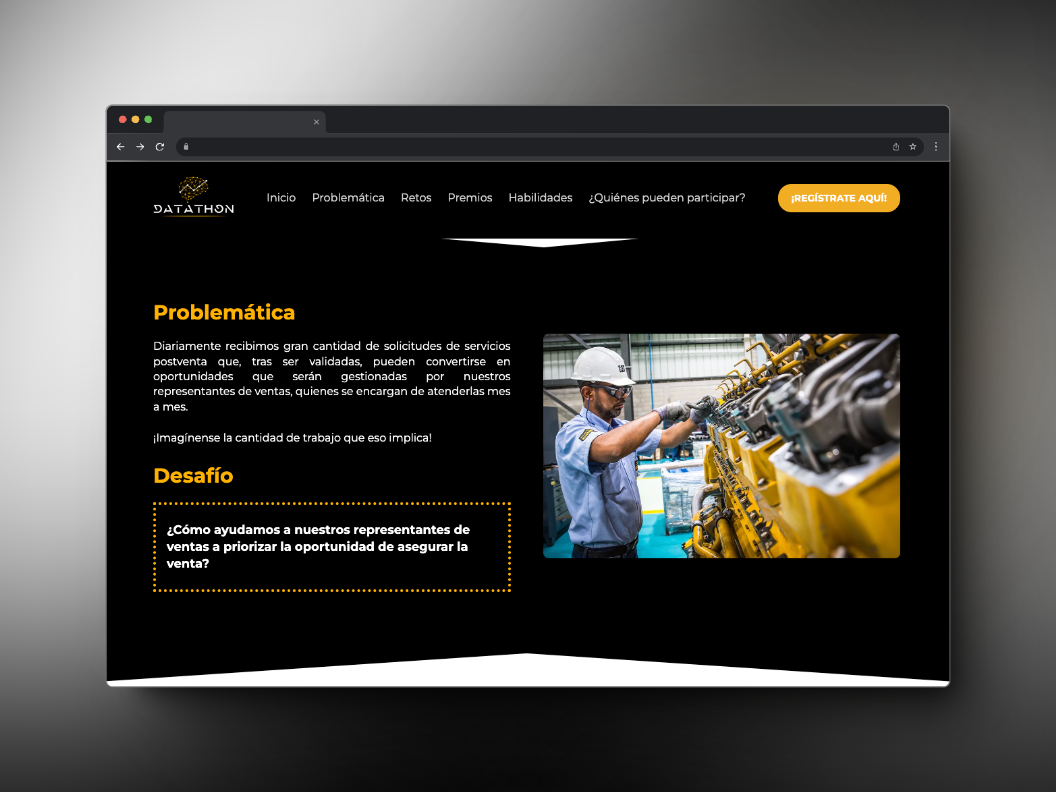 DATATHON
Inicio
Problemática
Retos
Premios
Habilidades
¿Quiénes pueden participar?
¡REGÍSTRATE AQUÍ!
Problemática
Diariamente recibimos gran cantidad de solicitudes de servicios
postventa que, tras ser validadas, pueden convertirse en
oportunidades que serán gestionadas por nuestros
representantes de ventas, quienes se encargan de atenderlas mes
a mes.
¡Imagínense la cantidad de trabajo que eso implica!
Desafío
¿Cómo ayudamos a nuestros representantes de
ventas a priorizar la oportunidad de asegurar la
venta?